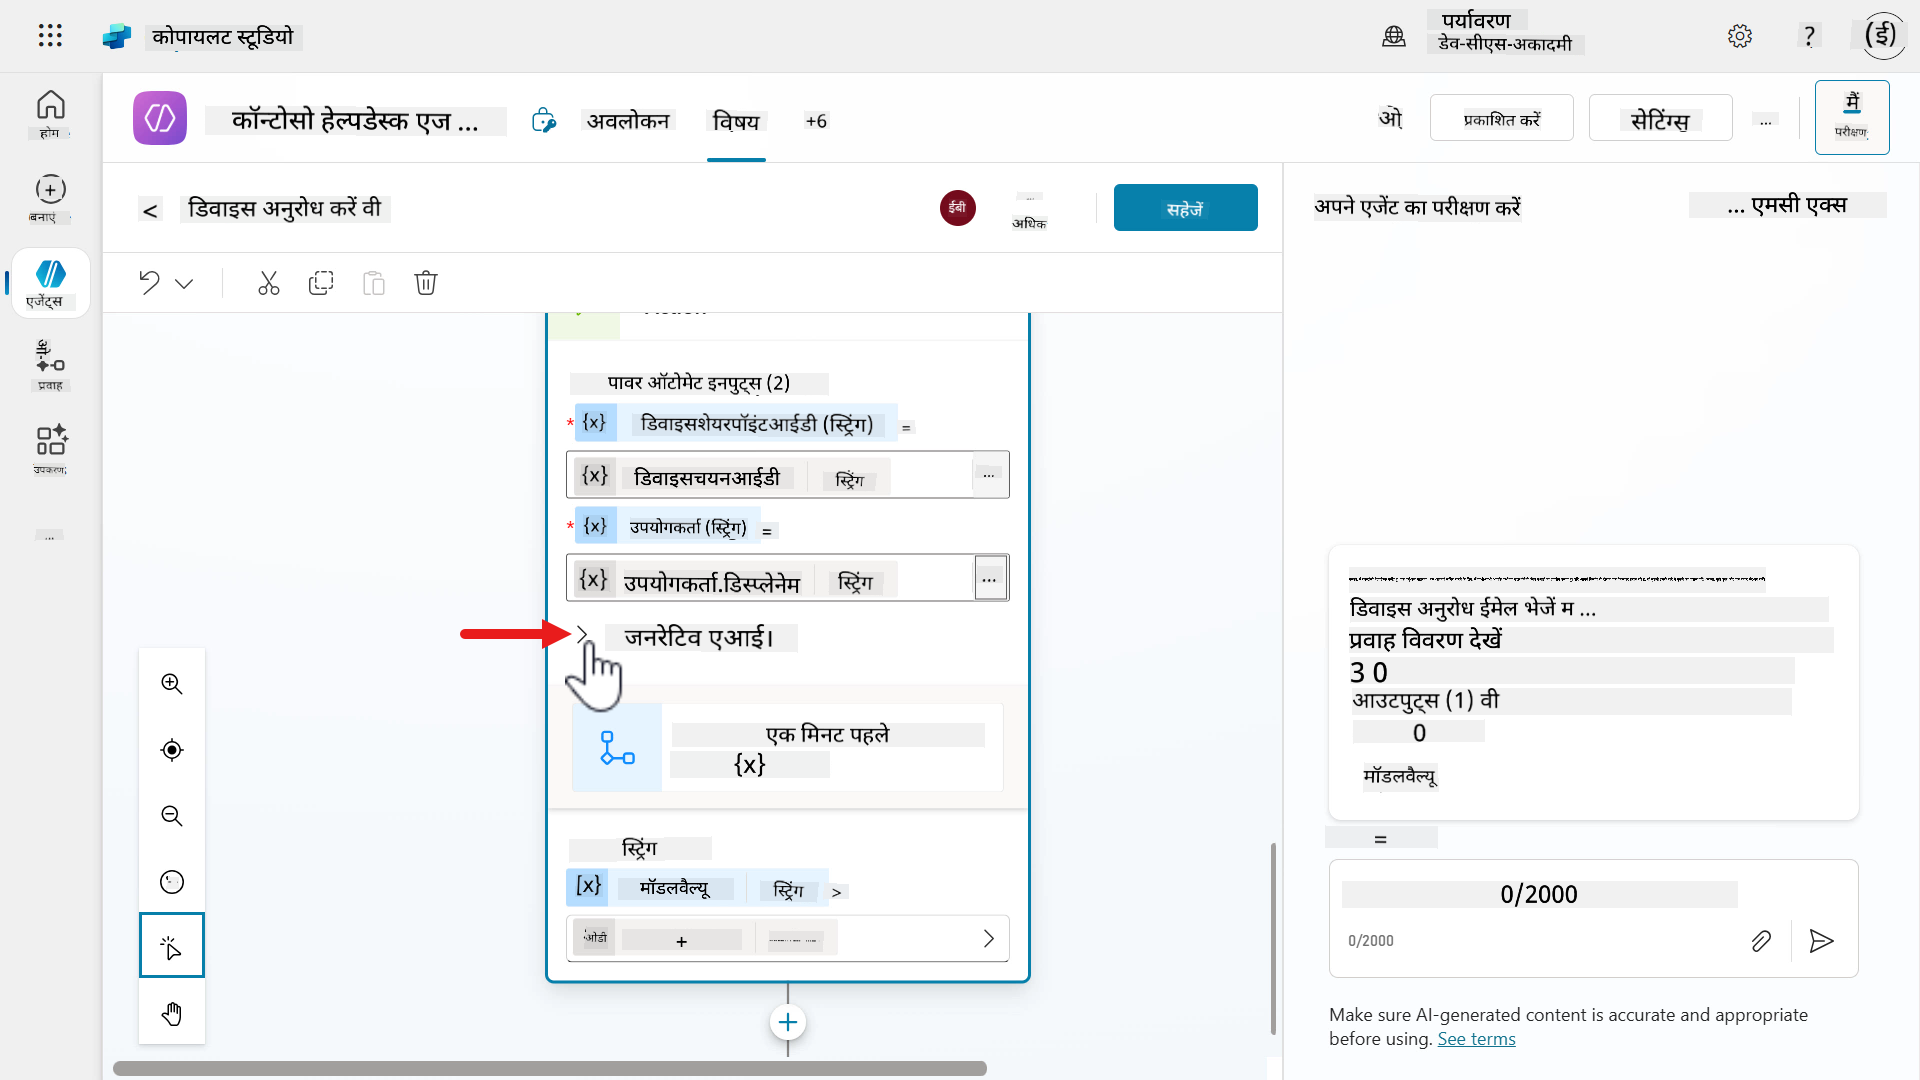 कोपायलट स्टूडियो
पर्यावरण
डेव-सीएस-अकादमी
?
(ई)
होम
बनाएं
एजेंट्स
प्रवाह
उपकरण;
...
कॉन्टोसो हेल्पडेस्क एज ...
अवलोकन
विषय
+6
ओ
प्रकाशित करें
सेटिंग्स
...
मैं
परीक्षण
<
डिवाइस अनुरोध करें वी
ईबी
...
अधिक
सहेजें
पावर ऑटोमेट इनपुट्स (2)
* {x} डिवाइसशेयरपॉइंटआईडी (स्ट्रिंग) =
{x} डिवाइसचयनआईडी स्ट्रिंग ...
* {x} उपयोगकर्ता (स्ट्रिंग) =
{x} उपयोगकर्ता.डिस्प्लेनेम स्ट्रिंग ...
जनरेटिव एआई।
एक मिनट पहले
{x}
स्ट्रिंग
[x} मॉडलवैल्यू स्ट्रिंग >
ओडी +
अपने एजेंट का परीक्षण करें
... एमसी एक्स
डिवाइस अनुरोध ईमेल भेजें म ...
प्रवाह विवरण देखें
3 0
आउटपुट्स (1) वी
0
मॉडलवैल्यू
=
0/2000
0/2000
Make sure AI-generated content is accurate and appropriate
before using. See terms